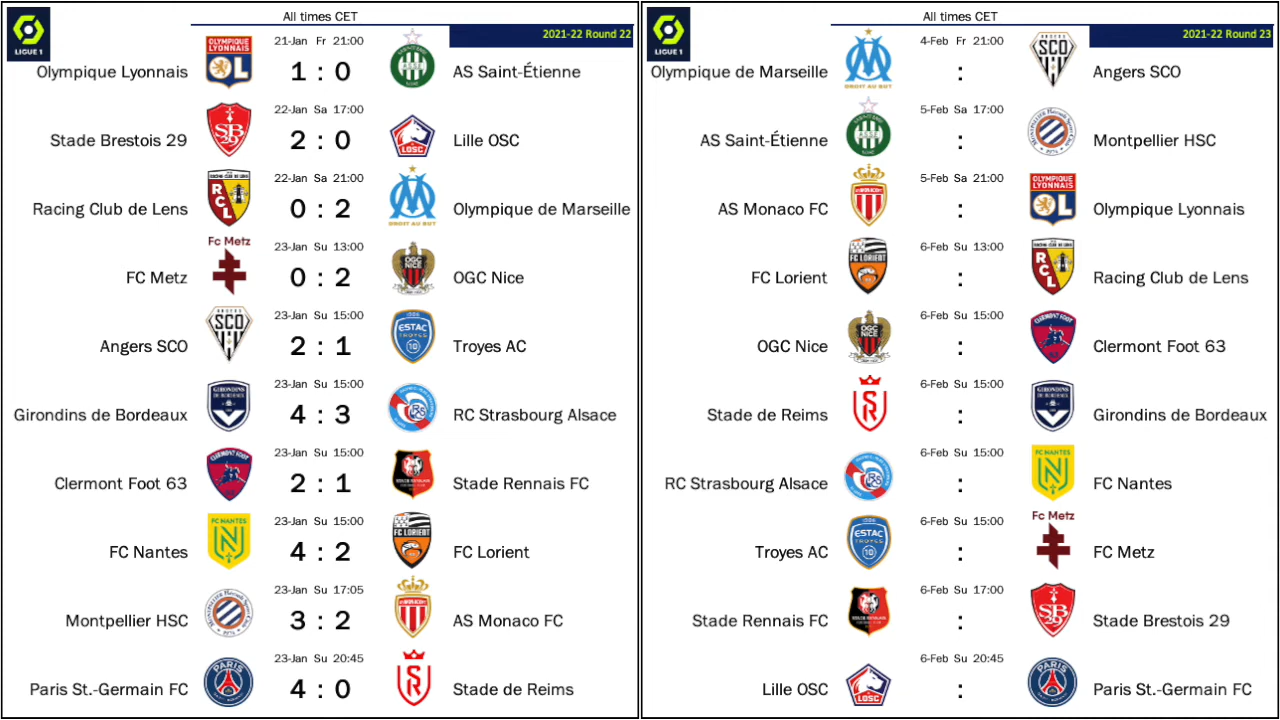 All times CET
LIGUE 1
2021-22 Round 22
21-Jan Fr 21:00
Olympique Lyonnais 1 : 0 AS Saint-Étienne
22-Jan Sa 17:00
Stade Brestois 29 2 : 0 Lille OSC
22-Jan Sa 21:00
Racing Club de Lens 0 : 2 Olympique de Marseille
23-Jan Su 13:00
FC Metz 0 : 2 OGC Nice
23-Jan Su 15:00
Angers SCO 2 : 1 Troyes AC
23-Jan Su 15:00
Girondins de Bordeaux 4 : 3 RC Strasbourg Alsace
23-Jan Su 15:00
Clermont Foot 63 2 : 1 Stade Rennais FC
23-Jan Su 15:00
FC Nantes 4 : 2 FC Lorient
23-Jan Su 17:05
Montpellier HSC 3 : 2 AS Monaco FC
23-Jan Su 20:45
Paris St.-Germain FC 4 : 0 Stade de Reims
All times CET
LIGUE 1
2021-22 Round 23
4-Feb Fr 21:00
Olympique de Marseille : Angers SCO
5-Feb Sa 17:00
AS Saint-Étienne : Montpellier HSC
5-Feb Sa 21:00
AS Monaco FC : Olympique Lyonnais
6-Feb Su 13:00
FC Lorient : Racing Club de Lens
6-Feb Su 15:00
OGC Nice : Clermont Foot 63
6-Feb Su 15:00
Stade de Reims : Girondins de Bordeaux
6-Feb Su 15:00
RC Strasbourg Alsace : FC Nantes
6-Feb Su 15:00
Troyes AC : FC Metz
6-Feb Su 17:00
Stade Rennais FC : Stade Brestois 29
6-Feb Su 20:45
Lille OSC : Paris St.-Germain FC